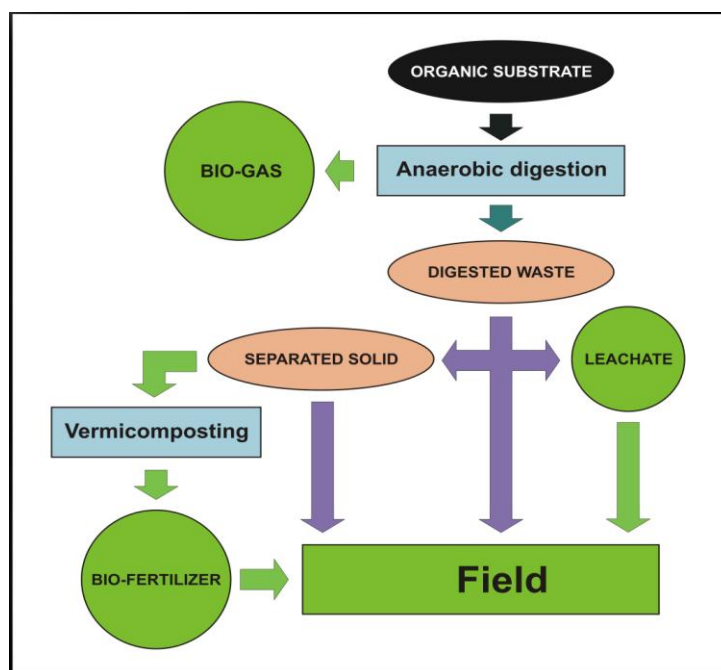 ORGANIC SUBSTRATE
BIO-GAS
Anaerobic digestion
DIGESTED WASTE
SEPARATED SOLID
LEACHATE
Vermicomposting
BIO-FERTILIZER
Field